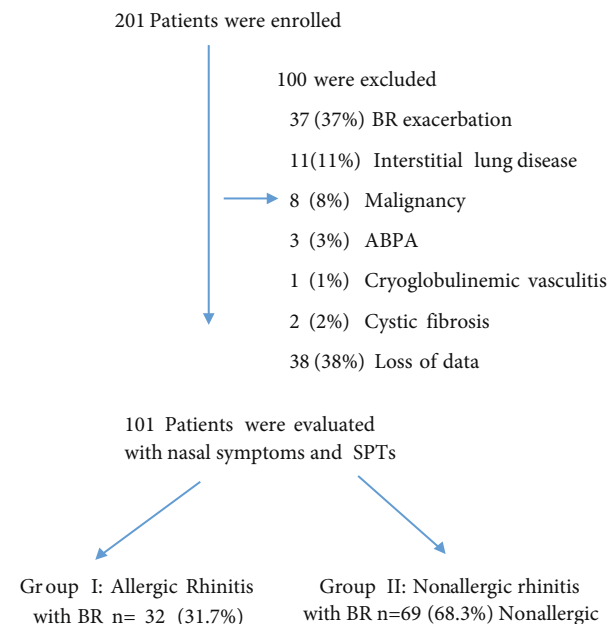 201 Patients were enrolled
100 were excluded
37 (37%) BR exacerbation
11(11%) Interstitial lung disease
8 (8%) Malignancy
3 (3%) ABPA
1 (1%) Cryoglobulinemic vasculitis
2 (2%) Cystic fibrosis
38 (38%) Loss of data
101 Patients were evaluated
with nasal symptoms and SPTs
Group I: Allergic Rhinitis
with BR n= 32 (31.7%)
Group II: Nonallergic rhinitis
with BR n=69 (68.3%) Nonallergic